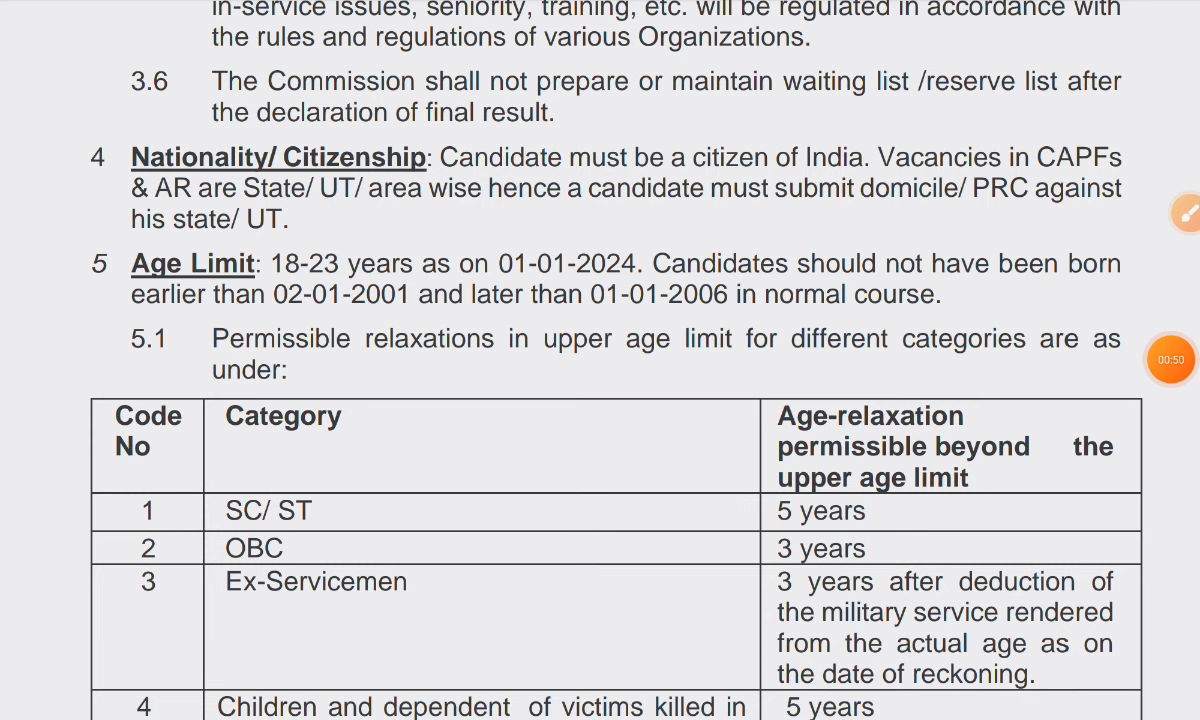 in-service issues, seniority, training, etc. will be regulated in accordance with
the rules and regulations of various Organizations.
3.6 The Commission shall not prepare or maintain waiting list /reserve list after
the declaration of final result.
4 Nationality/ Citizenship: Candidate must be a citizen of India. Vacancies in CAPFs
& AR are State/ UT/ area wise hence a candidate must submit domicile/ PRC against
his state/ UT.
5 Age Limit: 18-23 years as on 01-01-2024. Candidates should not have been born
earlier than 02-01-2001 and later than 01-01-2006 in normal course.
5.1 Permissible relaxations in upper age limit for different categories are as
under:
Code No
Category
Age-relaxation
permissible beyond the
upper age limit
1 SC/ ST 5 years
2 OBC 3 years
3 Ex-Servicemen 3 years after deduction of
the military service rendered
from the actual age as on
the date of reckoning.
4 Children and dependent of victims killed in 5 years
00:50